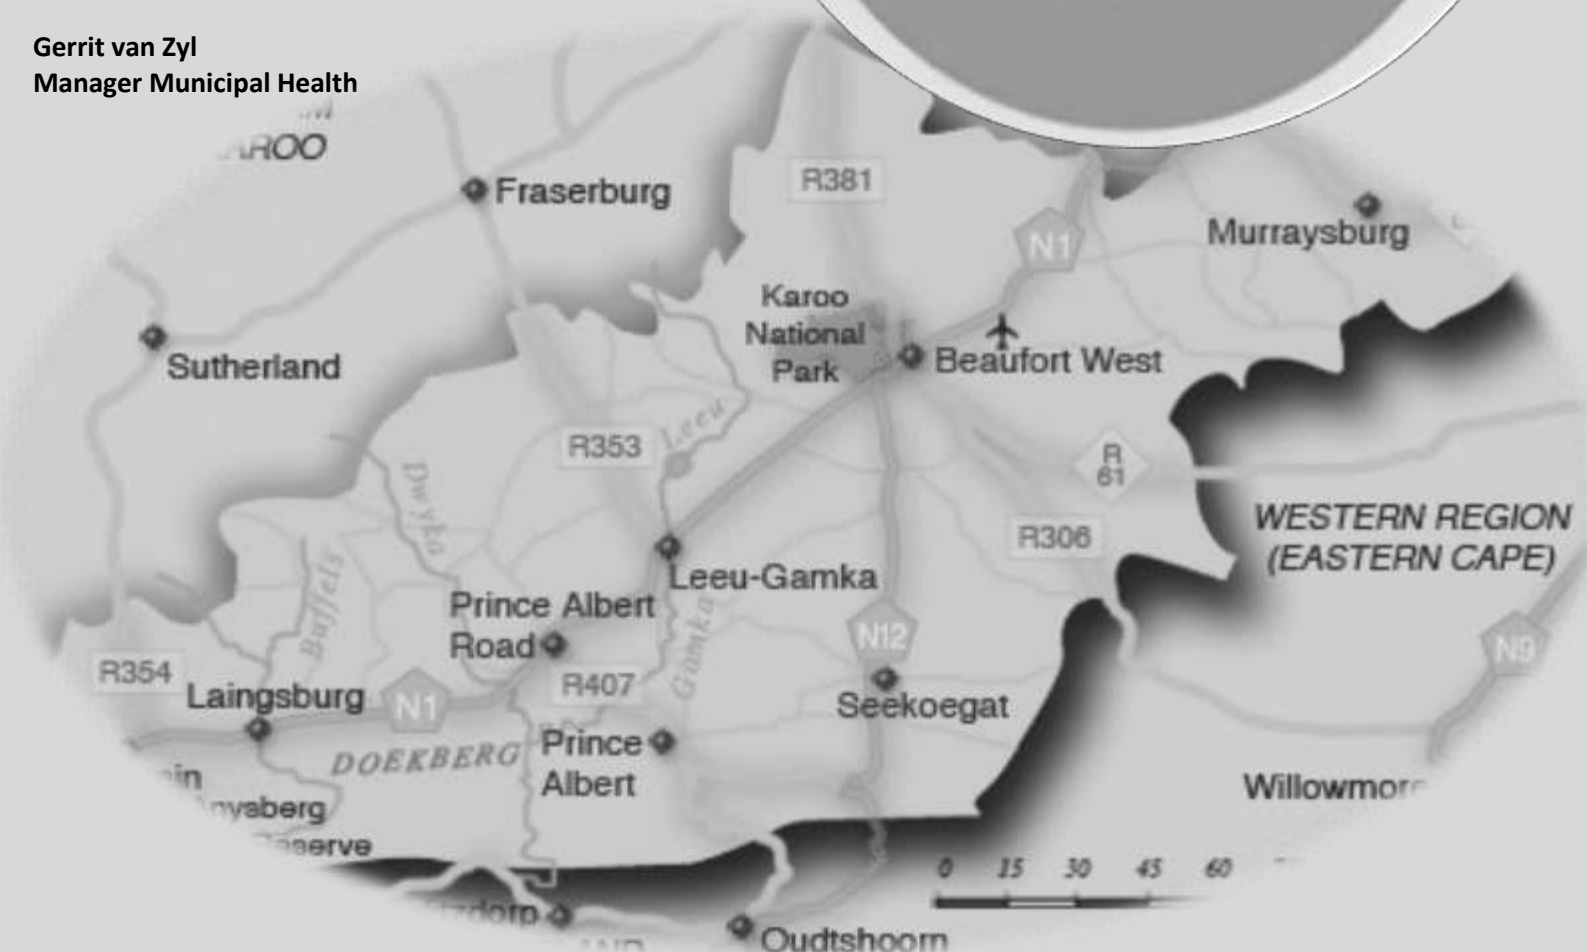 Gerrit van Zyl
Manager Municipal Health
Fraserburg
R381
N1
Murraysburg
Karoo
National
Park
Sutherland
Beaufort West
R353
Leeu
R
61
Dwyka
WESTERN REGION
(EASTERN CAPE)
R306
Leeu-Gamka
Buffels
Prince Albert
Road
Gamka
N12
N9
R354
R407
Laingsburg
N1
Seekoegat
DOEKBERG
Prince
Albert
Willowmore
0 15 30 45 60
Oudtshoorn